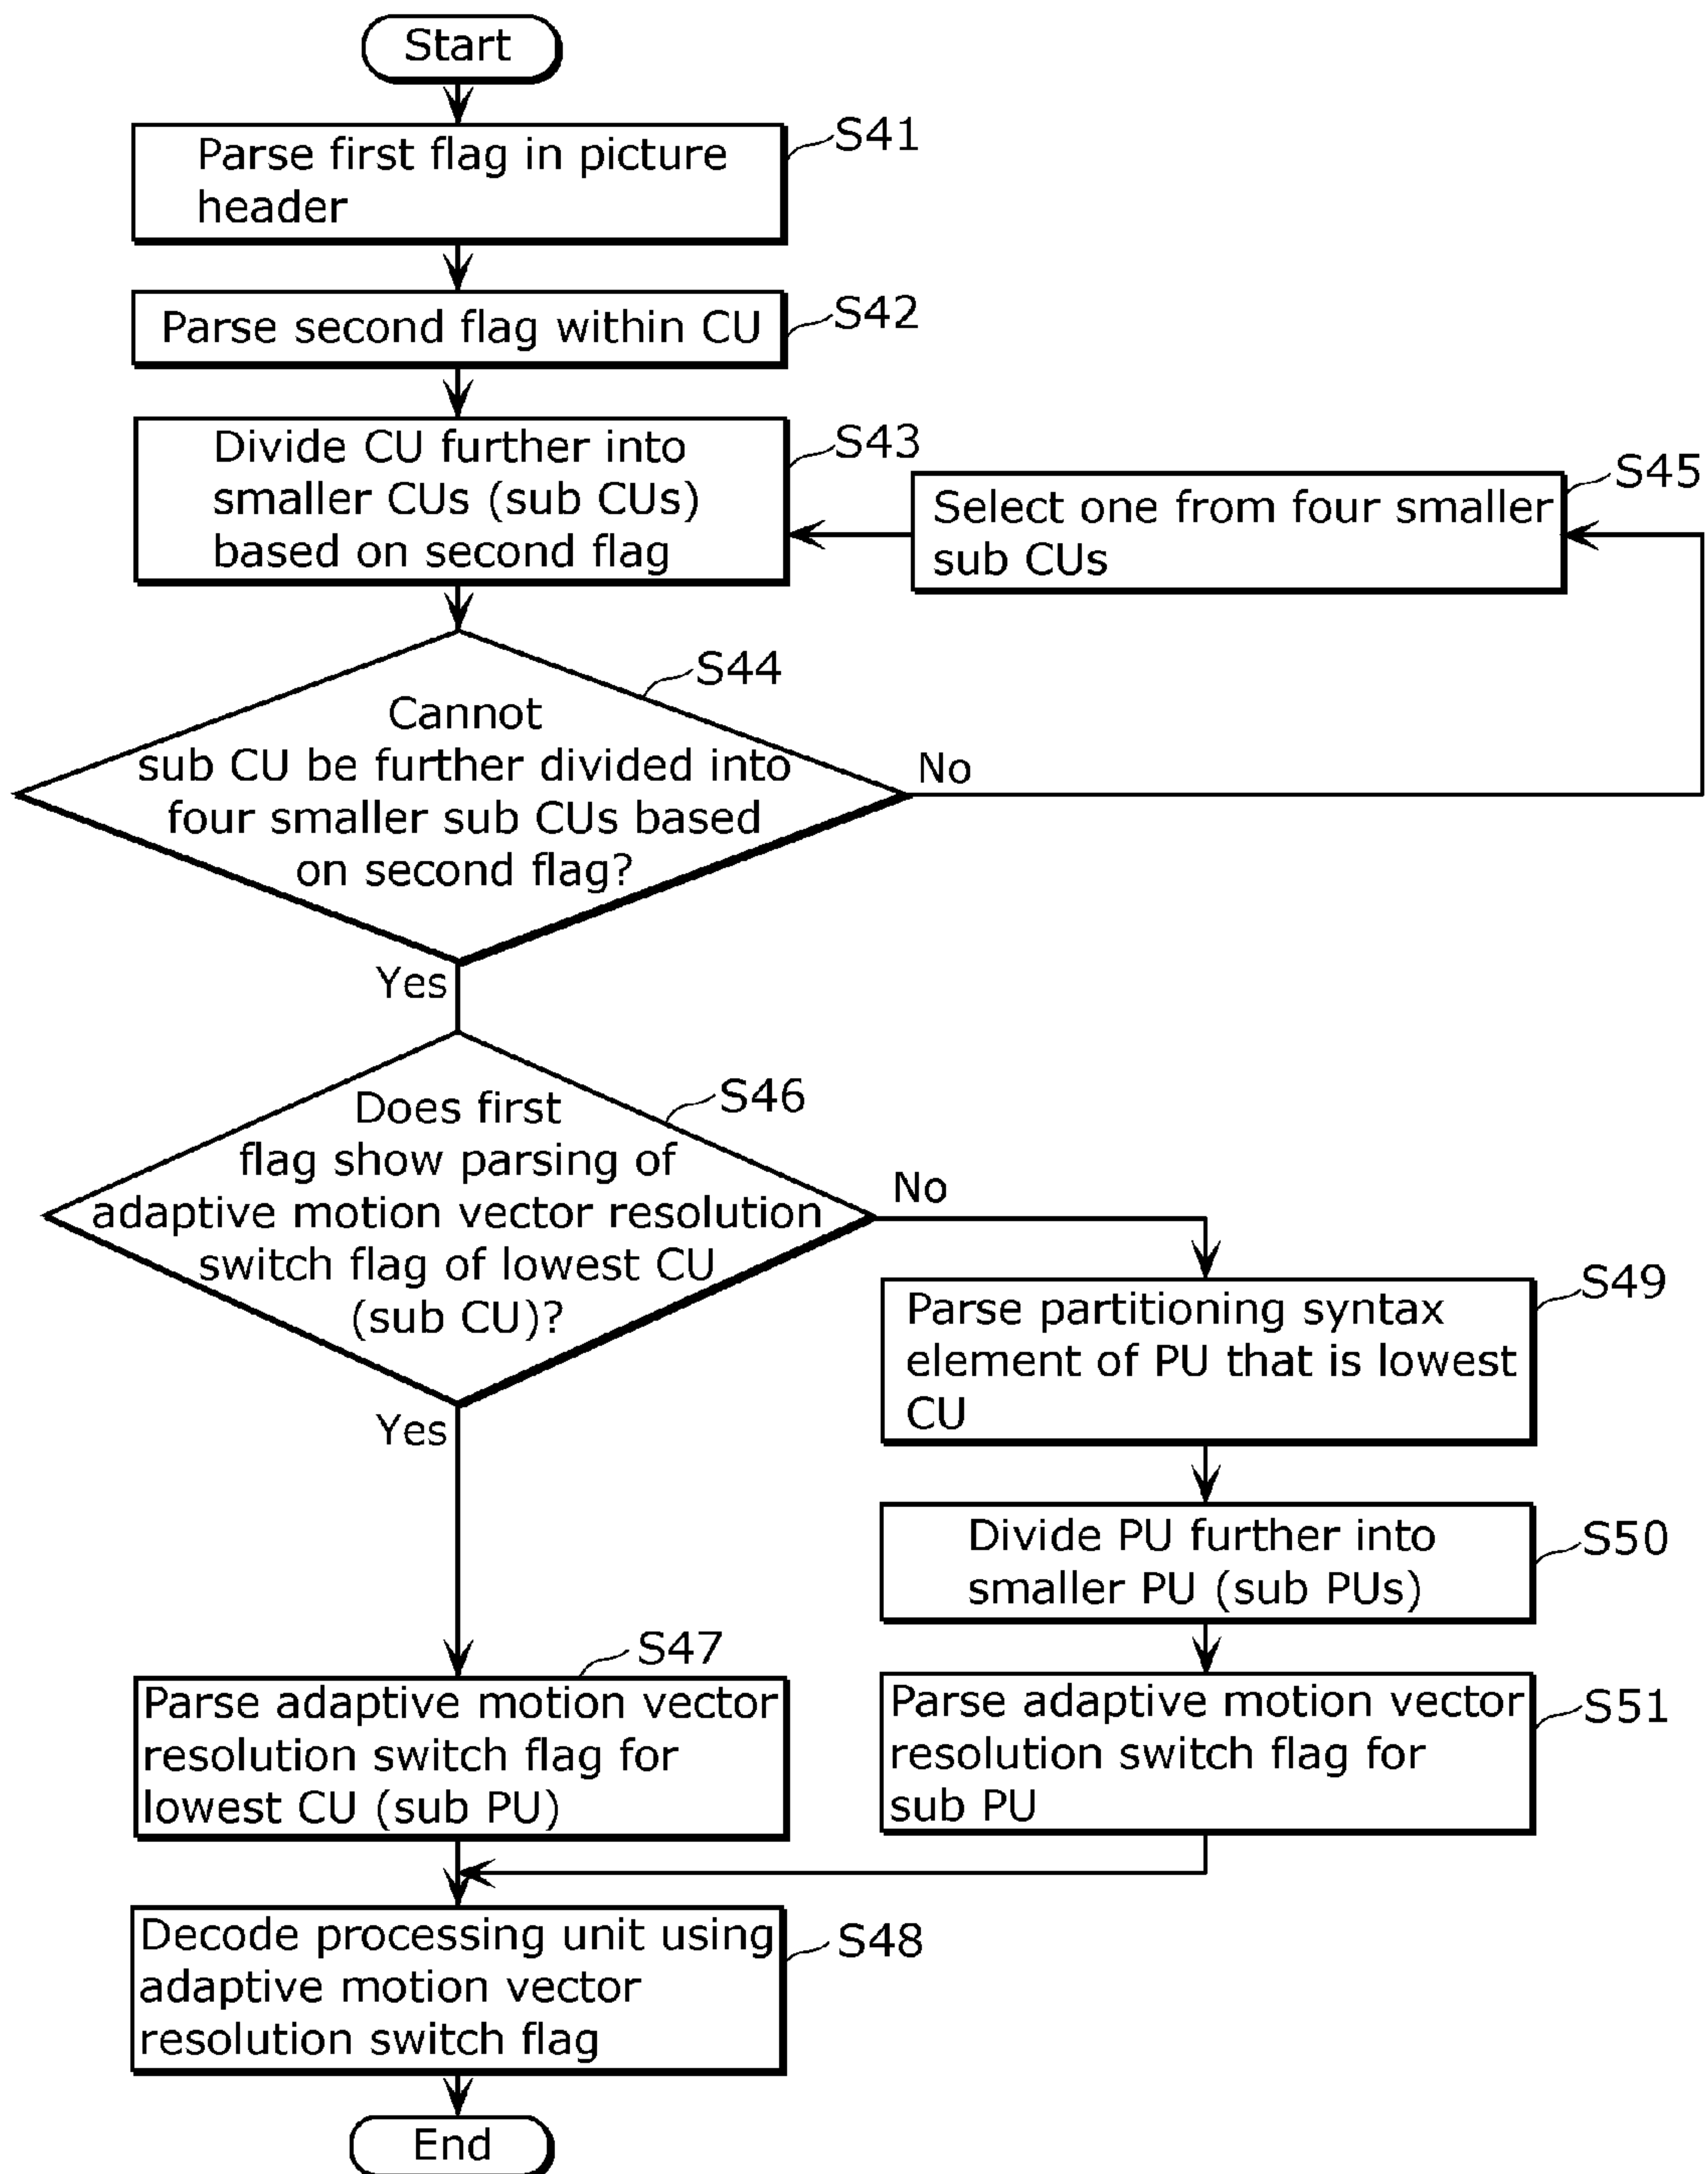 Start
Parse first flag in picture
header
S41
Parse second flag within CU
S42
Divide CU further into
smaller CUs (sub CUs)
based on second flag
S43
Select one from four smaller
sub CUs
S45
Cannot
sub CU be further divided into
four smaller sub CUs based
on second flag?
S44
No
Yes
Does first
flag show parsing of
adaptive motion vector resolution
switch flag of lowest CU
(sub CU)?
S46
No
Yes
Parse partitioning syntax
element of PU that is lowest
CU
S49
Divide PU further into
smaller PU (sub PUs)
S50
Parse adaptive motion vector
resolution switch flag for
lowest CU (sub PU)
S47
Parse adaptive motion vector
resolution switch flag for
sub PU
S51
Decode processing unit using
adaptive motion vector
resolution switch flag
S48
End